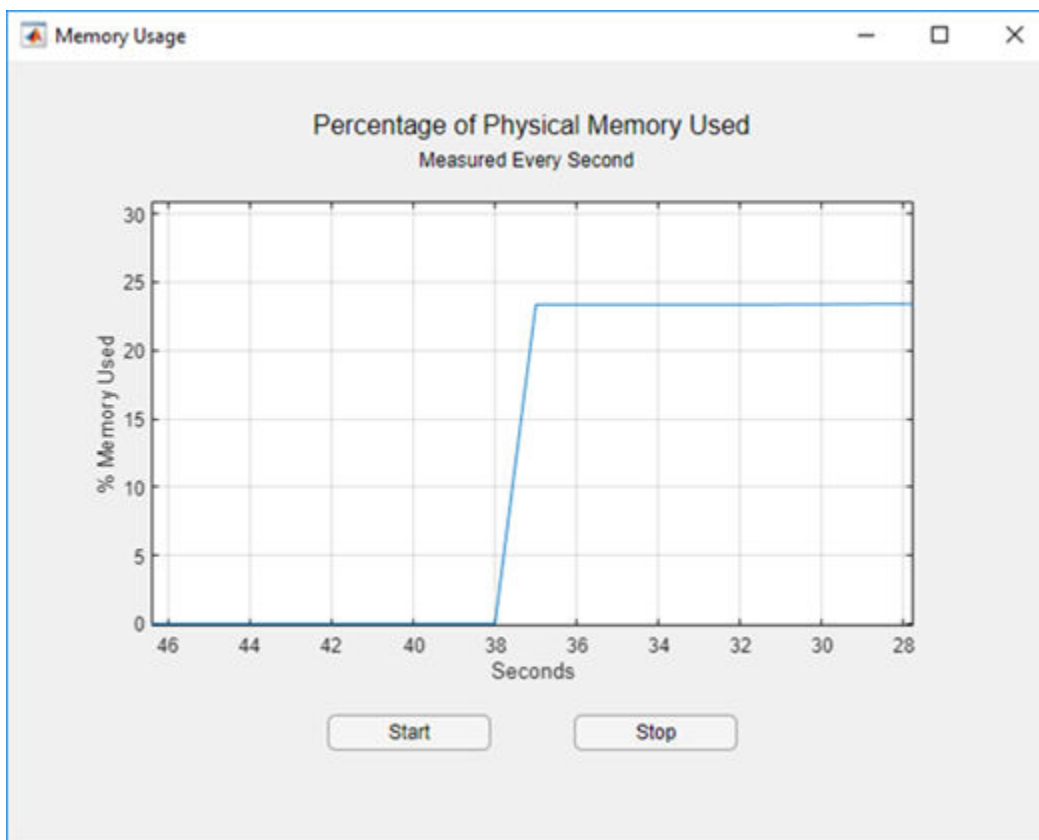 Memory Usage
Percentage of Physical Memory Used
Measured Every Second
30
25
20
15
10
5
0
% Memory Used
46 44 42 40 38 36 34 32 30 28
Seconds
Start Stop